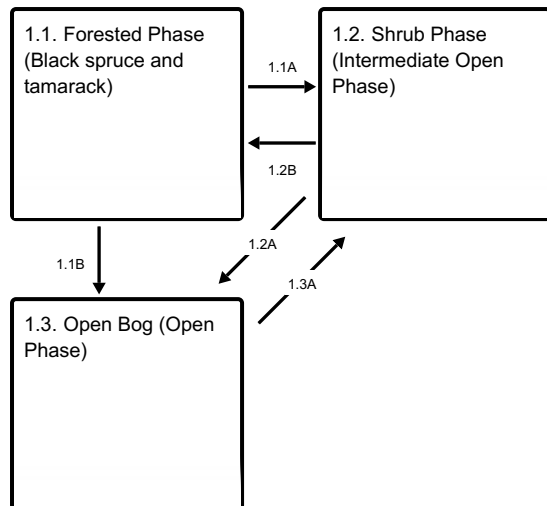 1.1. Forested Phase
(Black spruce and
tamarack)
1.1A
1.2. Shrub Phase
(Intermediate Open
Phase)
1.2B
1.1B
1.2A
1.3A
1.3. Open Bog (Open
Phase)